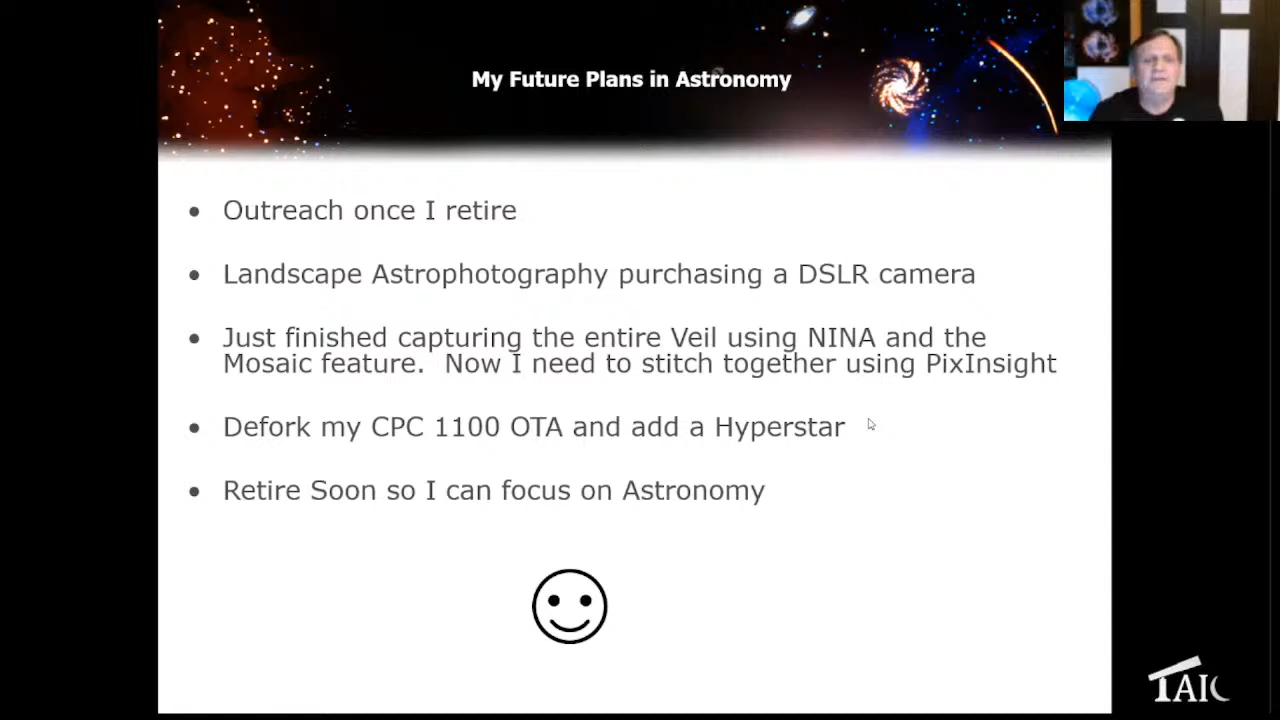 My Future Plans in Astronomy
• Outreach once I retire
• Landscape Astrophotography purchasing a DSLR camera
• Just finished capturing the entire Veil using NINA and the
Mosaic feature.  Now I need to stitch together using PixInsight
• Defork my CPC 1100 OTA and add a Hyperstar
• Retire Soon so I can focus on Astronomy
TAIC